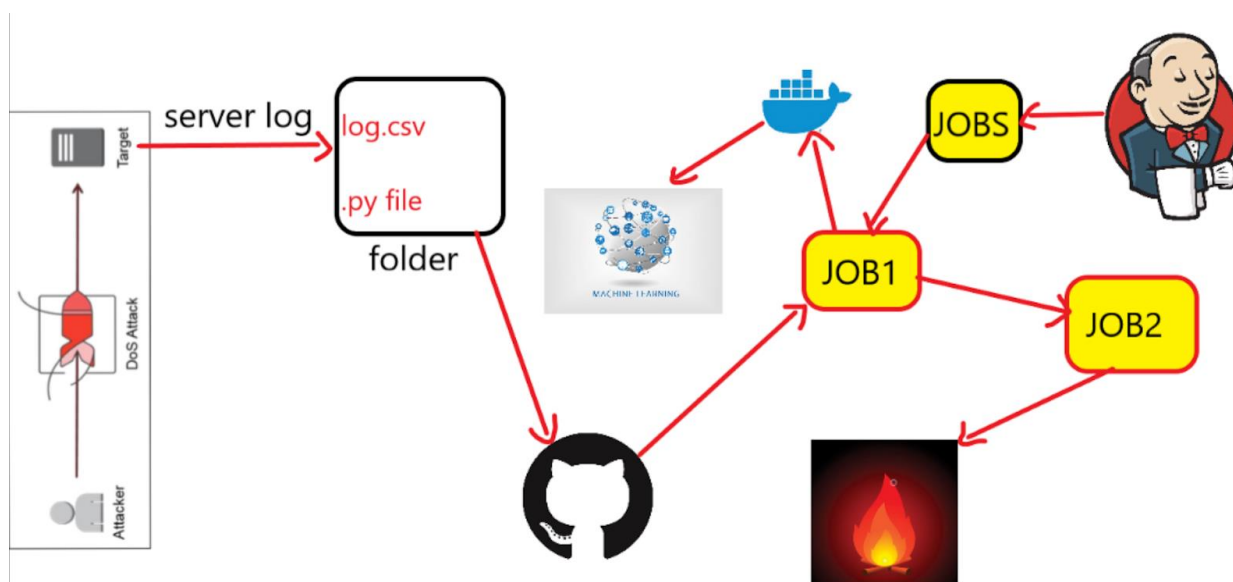 Target
DoS Attack
Attacker
server log
log.csv
.py file
folder
MACHINE LEARNING
JOBS
JOB1
JOB2